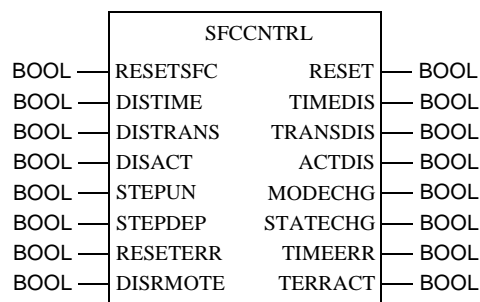 SFCCNTRL
BOOL RESETSFC RESET BOOL
BOOL DISTIME TIMEDIS BOOL
BOOL DISTRANS TRANSDIS BOOL
BOOL DISACT ACTDIS BOOL
BOOL STEPUN MODECHG BOOL
BOOL STEPDEP STATECHG BOOL
BOOL RESETERR TIMEERR BOOL
BOOL DISRMOTE TERRACT BOOL